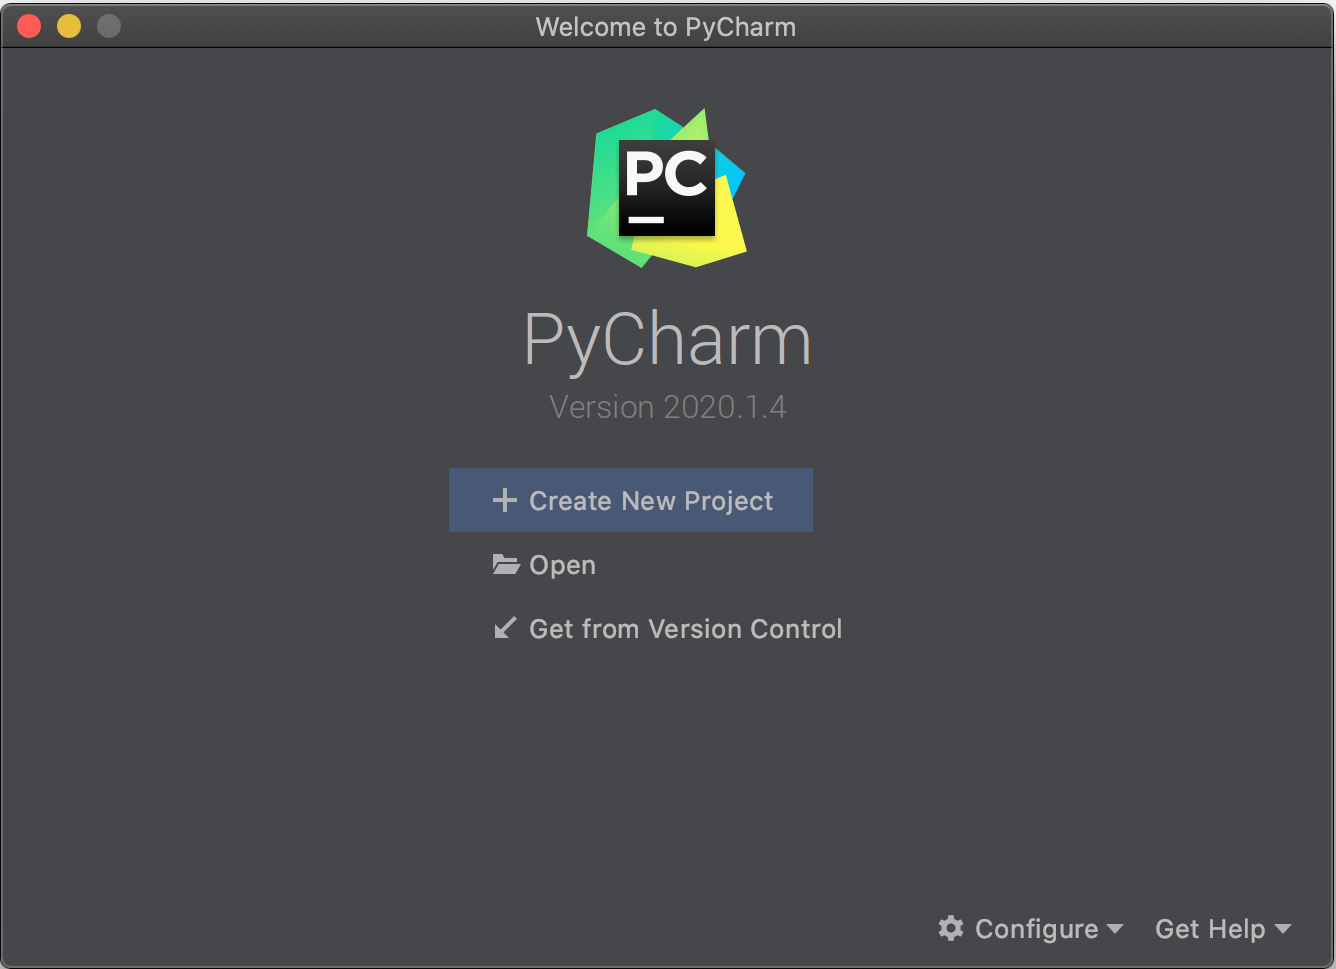 Welcome to PyCharm
PC
PyCharm
Version 2020.1.4
Create New Project
Open
Get from Version Control
Configure
Get Help